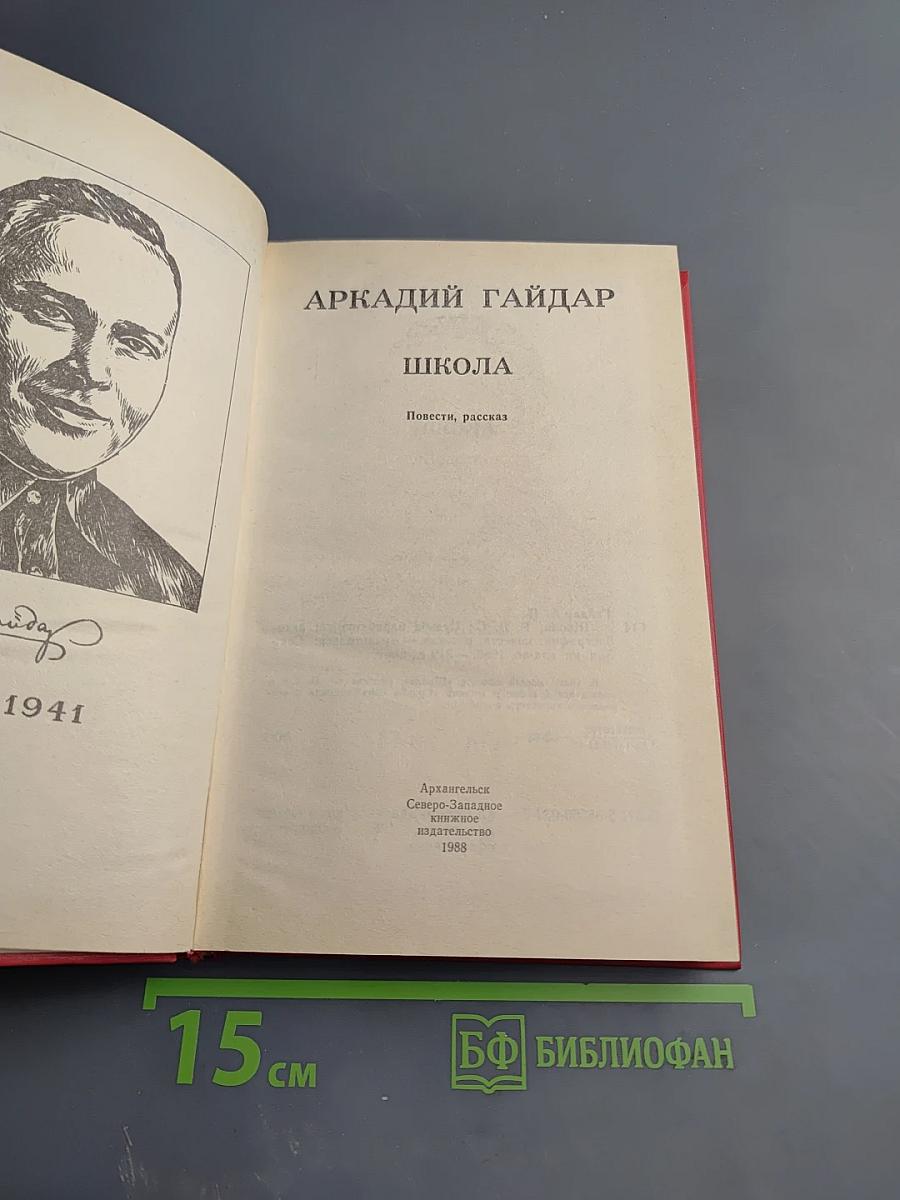 1941
АРКАДИЙ ГАЙДАР
ШКОЛА
Повести, рассказ
Архангельск
Северо-Западное
книжное
издательство
1988
15 см
БФ БИБЛИОФАН